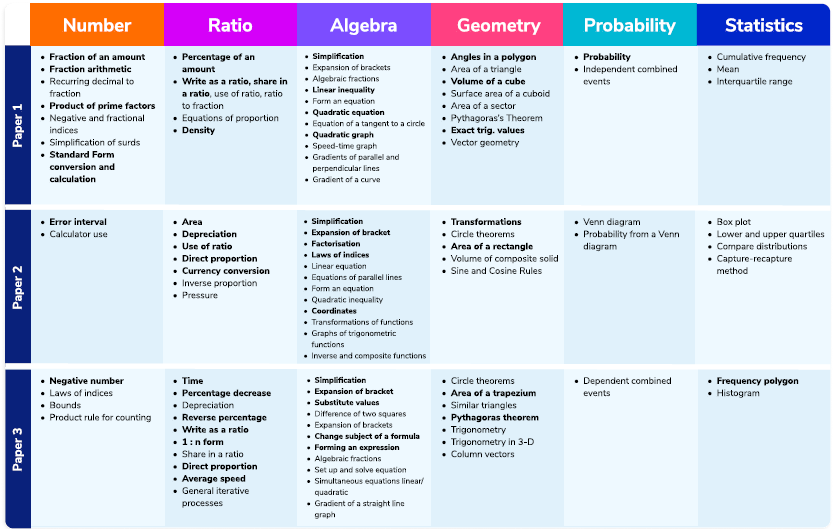 Number
Ratio
Algebra
Geometry
Probability
Statistics
Paper 1
• Fraction of an amount
• Fraction arithmetic
• Recurring decimal to
fraction
• Product of prime factors
• Negative and fractional
indices
• Simplification of surds
• Standard Form
conversion and
calculation
• Percentage of an
amount
• Write as a ratio, share in
a ratio, use of ratio, ratio
to fraction
• Equations of proportion
• Density
• Simplification
• Expansion of brackets
• Algebraic fractions
• Linear inequality
• Form an equation
• Quadratic equation
• Equation of a tangent to a circle
• Quadratic graph
• Speed-time graph
• Gradients of parallel and
perpendicular lines
• Gradient of a curve
• Angles in a polygon
• Area of a triangle
• Volume of a cube
• Surface area of a cuboid
• Area of a sector
• Pythagoras's Theorem
• Exact trig. values
• Vector geometry
• Probability
• Independent combined
events
• Cumulative frequency
• Mean
• Interquartile range
Paper 2
• Error interval
• Calculator use
• Area
• Depreciation
• Use of ratio
• Direct proportion
• Currency conversion
• Inverse proportion
• Pressure
• Simplification
• Expansion of bracket
• Factorisation
• Laws of indices
• Linear equation
• Equations of parallel lines
• Form an equation
• Quadratic inequality
• Coordinates
• Transformations of functions
• Graphs of trigonometric
functions
• Inverse and composite functions
• Transformations
• Circle theorems
• Area of a rectangle
• Volume of composite solid
• Sine and Cosine Rules
• Venn diagram
• Probability from a Venn
diagram
• Box plot
• Lower and upper quartiles
• Compare distributions
• Capture-recapture
method
Paper 3
• Negative number
• Laws of indices
• Bounds
• Product rule for counting
• Time
• Percentage decrease
• Depreciation
• Reverse percentage
• Write as a ratio
• 1 : n form
• Share in a ratio
• Direct proportion
• Average speed
• General iterative
processes
• Simplification
• Expansion of bracket
• Substitute values
• Difference of two squares
• Expansion of brackets
• Change subject of a formula
• Forming an expression
• Algebraic fractions
• Set up and solve equation
• Simultaneous equations linear/
quadratic
• Gradient of a straight line
graph
• Circle theorems
• Area of a trapezium
• Similar triangles
• Pythagoras theorem
• Trigonometry
• Trigonometry in 3-D
• Column vectors
• Dependent combined
events
• Frequency polygon
• Histogram